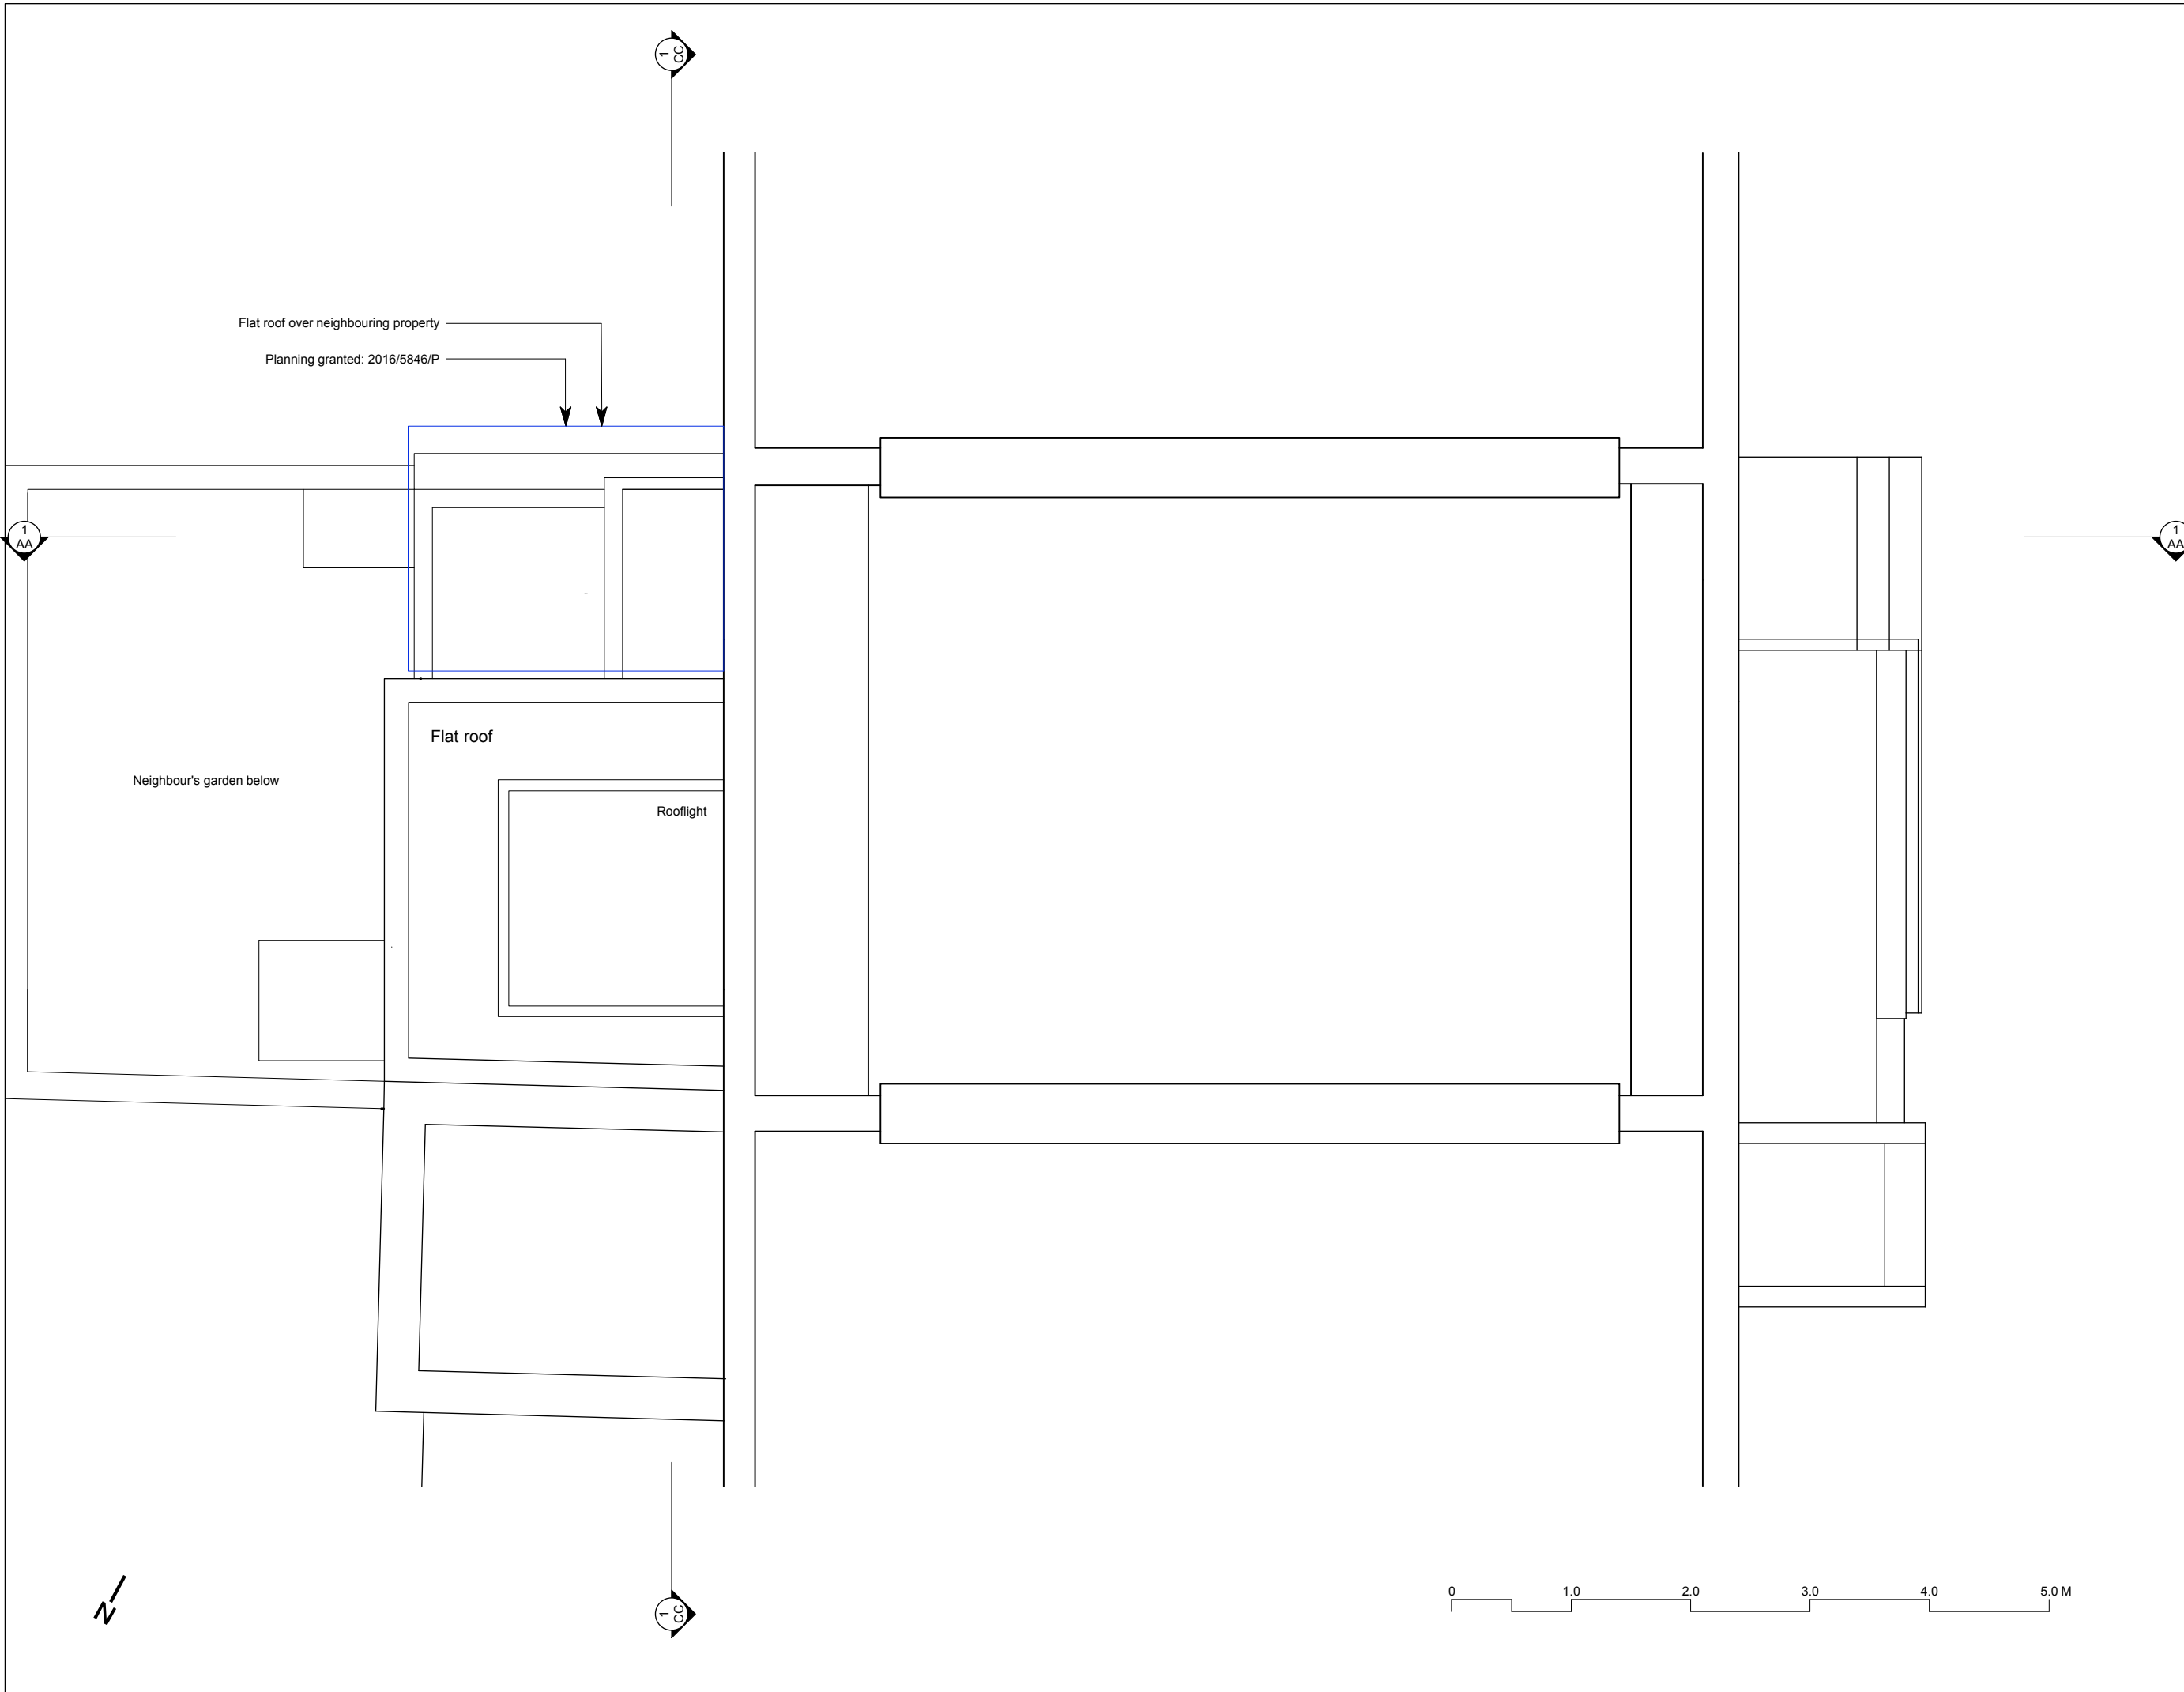 1
CC
Flat roof over neighbouring property
Planning granted: 2016/5846/P
1
AA
1
AA
Flat roof
Neighbour's garden below
Rooflight
N
1
CC
0 1.0 2.0 3.0 4.0 5.0 M